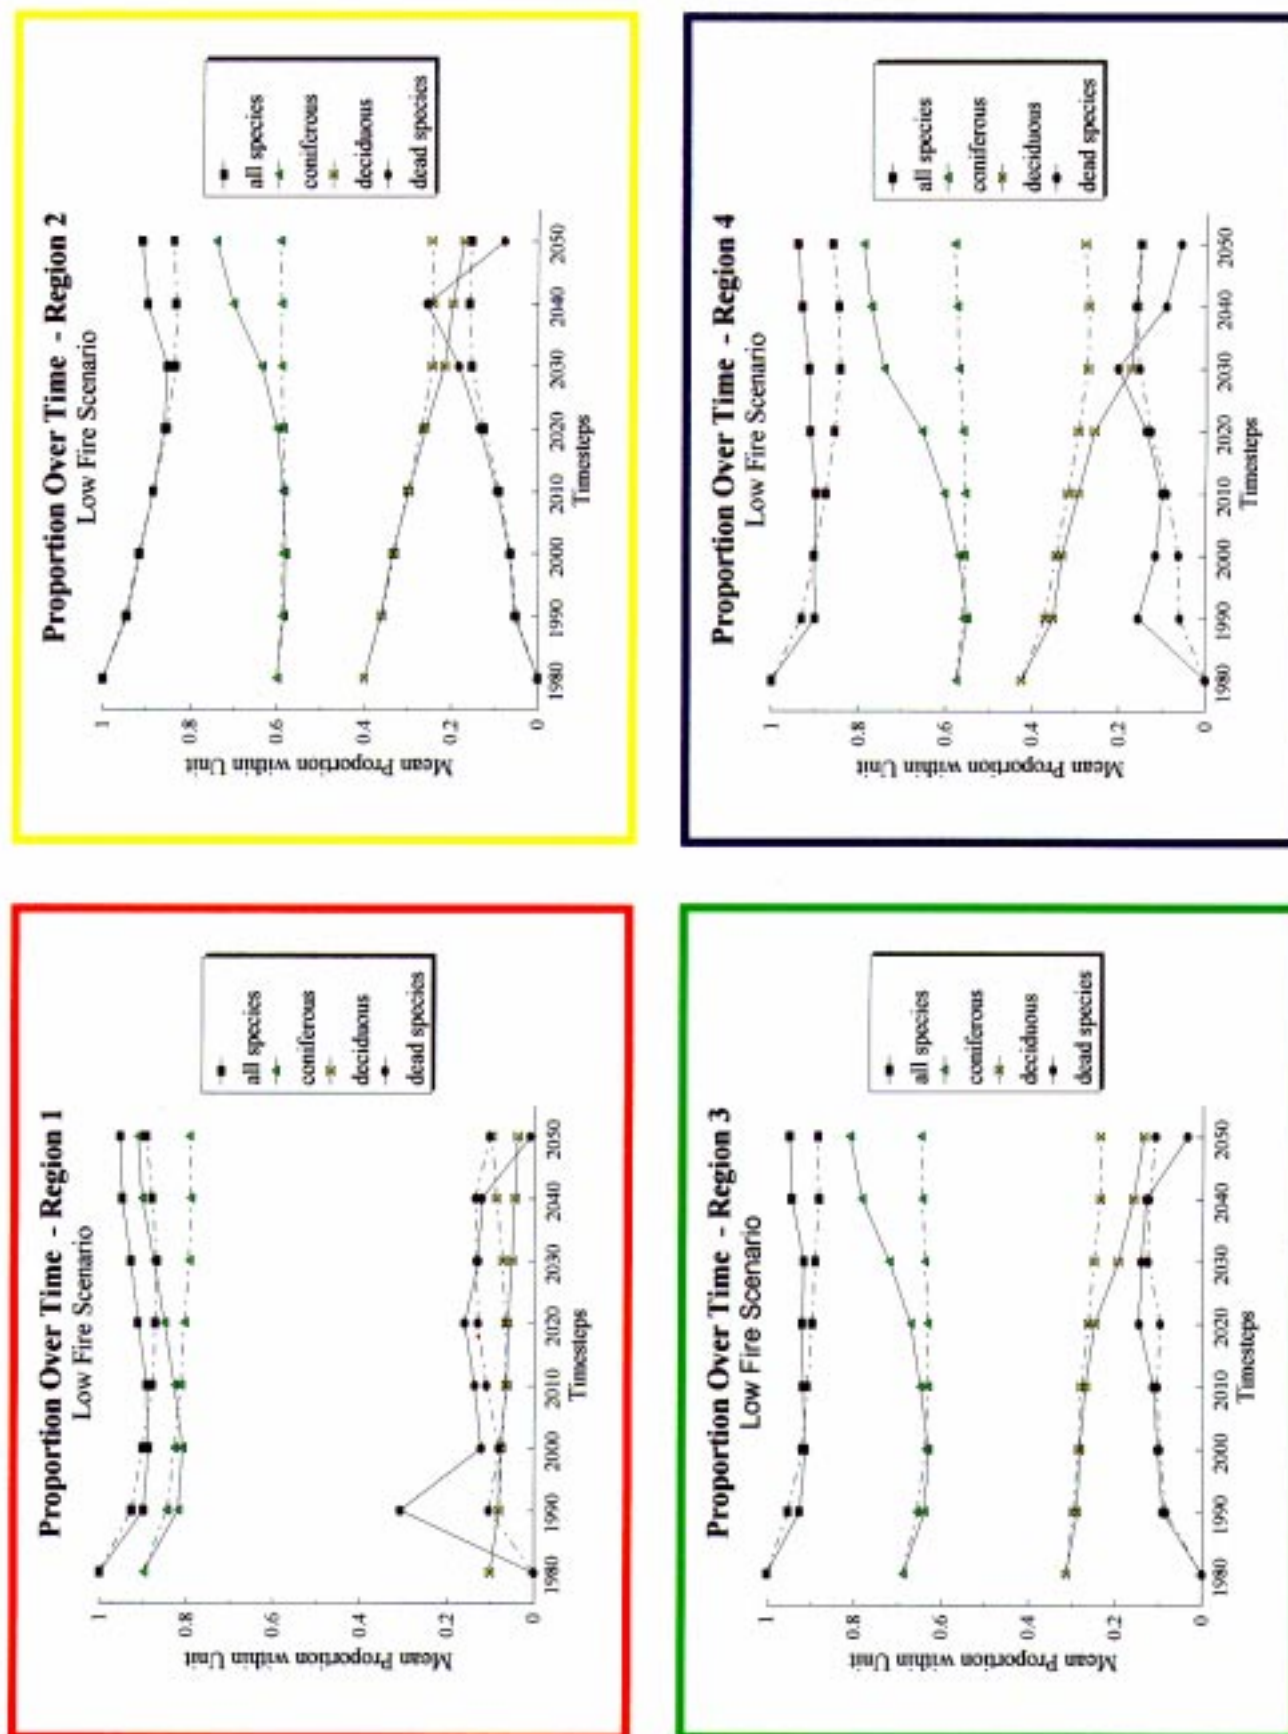 Proportion Over Time - Region 1
Low Fire Scenario
Mean Proportion within Unit
1
0.8
0.6
0.4
0.2
0
1980 1990 2000 2010 2020 2030 2040 2050
Timesteps
all species
coniferous
deciduous
dead species
Proportion Over Time - Region 2
Low Fire Scenario
Mean Proportion within Unit
1
0.8
0.6
0.4
0.2
0
1980 1990 2000 2010 2020 2030 2040 2050
Timesteps
all species
coniferous
deciduous
dead species
Proportion Over Time - Region 3
Low Fire Scenario
Mean Proportion within Unit
1
0.8
0.6
0.4
0.2
0
1980 1990 2000 2010 2020 2030 2040 2050
Timesteps
all species
coniferous
deciduous
dead species
Proportion Over Time - Region 4
Low Fire Scenario
Mean Proportion within Unit
1
0.8
0.6
0.4
0.2
0
1980 1990 2000 2010 2020 2030 2040 2050
Timesteps
all species
coniferous
deciduous
dead species